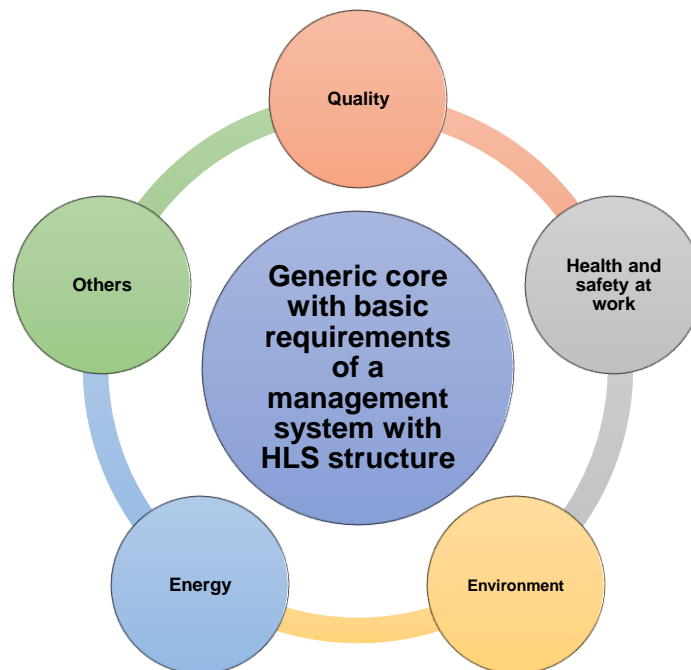 Quality
Others
Health and
safety at
work
Generic core
with basic
requirements
of a
management
system with
HLS structure
Energy
Environment